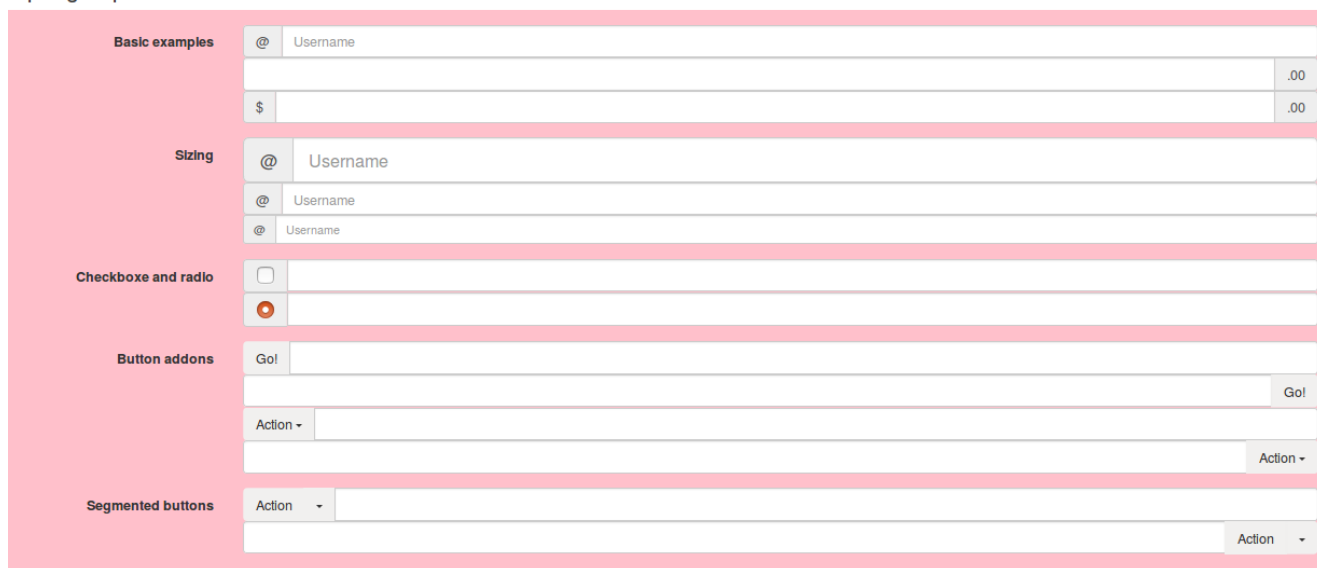 Basic examples @ Username
.00
$ .00
Sizing @ Username
@ Username
@ Username
Checkboxe and radio
Button addons Go!
Go!
Action
Action
Segmented buttons Action
Action